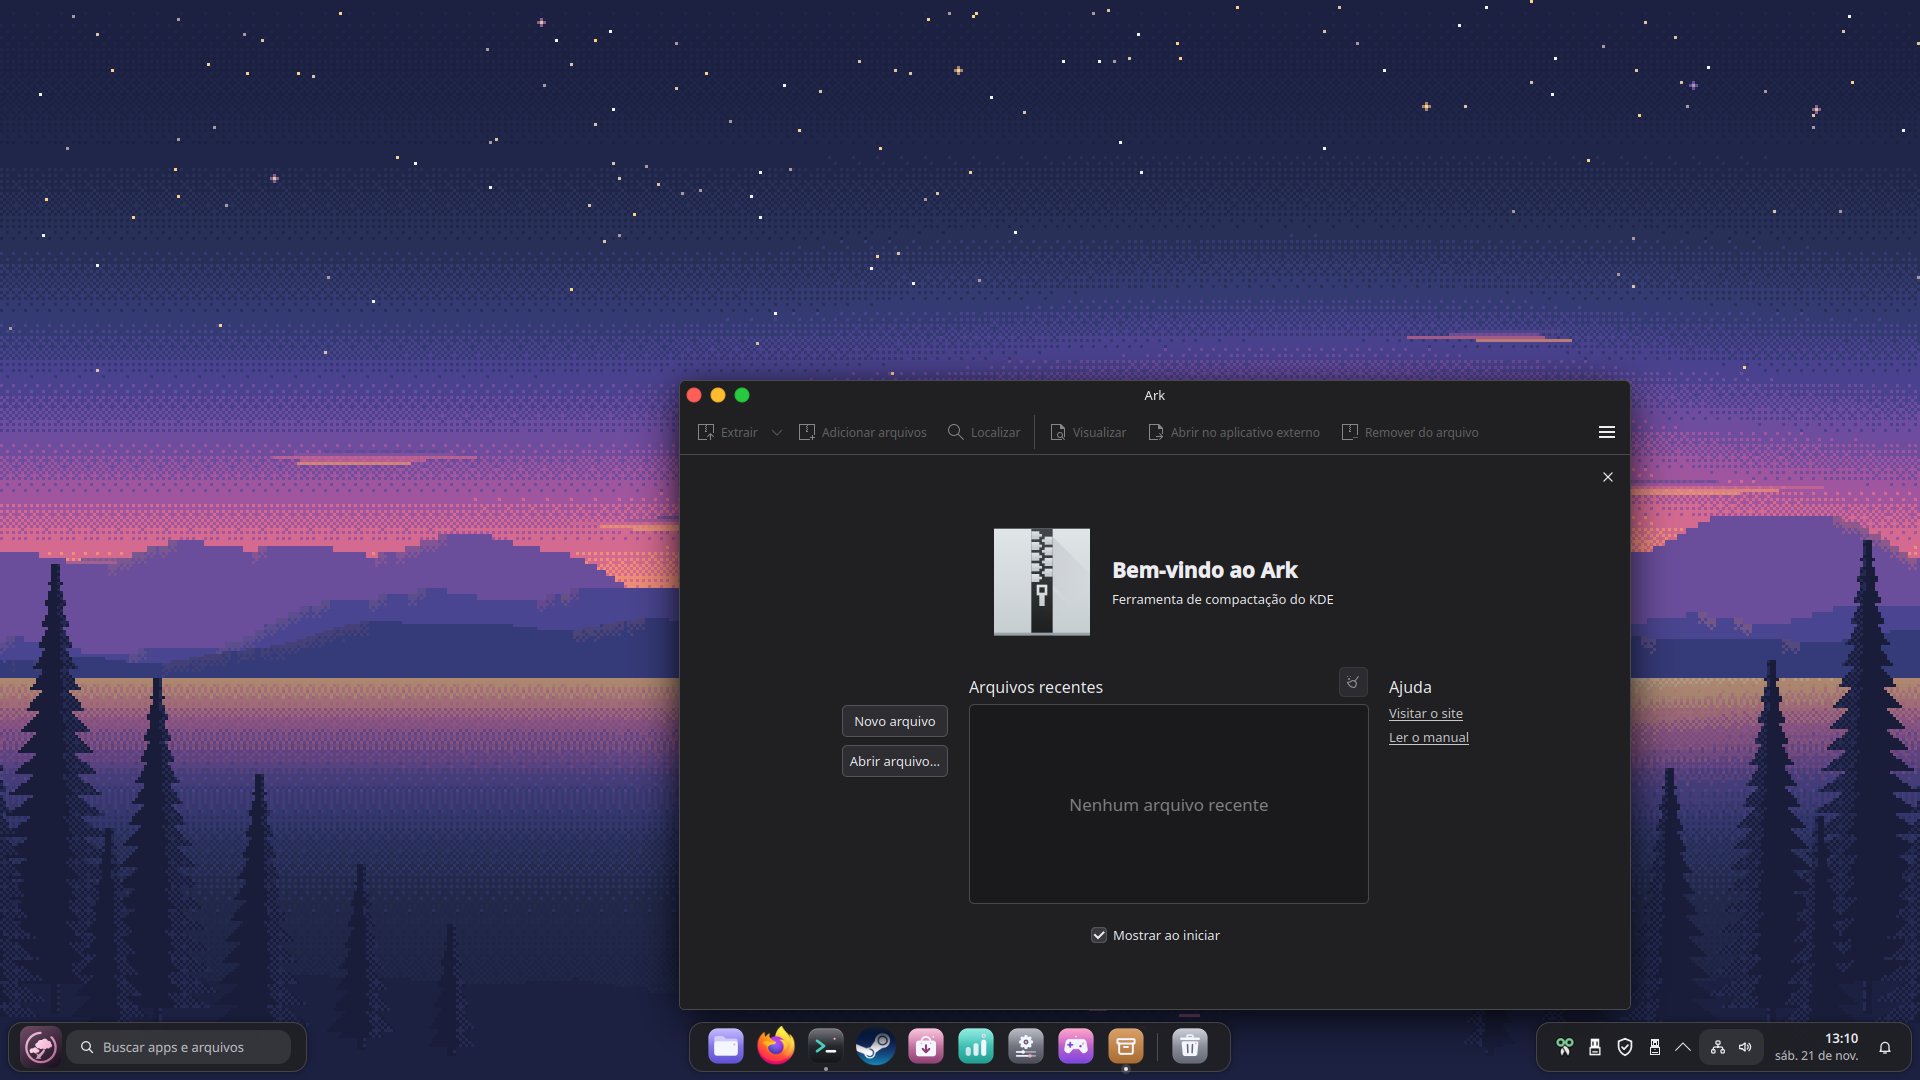 Ark
Extrair
Adicionar arquivos
Localizar
Visualizar
Abrir no aplicativo externo
Remover do arquivo
Bem-vindo ao Ark
Ferramenta de compactação do KDE
Arquivos recentes
Ajuda
Novo arquivo
Visitar o site
Ler o manual
Abrir arquivo...
Nenhum arquivo recente
Mostrar ao iniciar
Buscar apps e arquivos
13:10
sáb. 21 de nov.